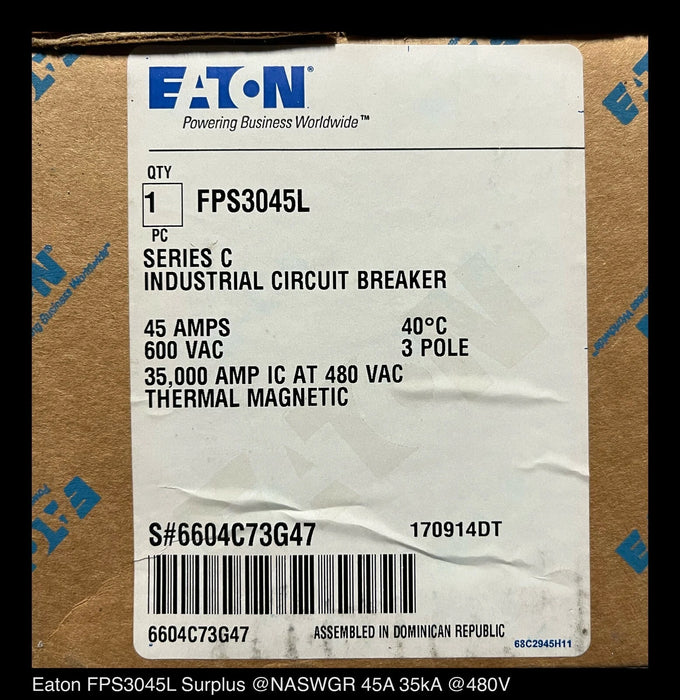 EATON®
Powering Business Worldwide™
QTY
1 FPS3045L
PC
SERIES C
INDUSTRIAL CIRCUIT BREAKER
45 AMPS 40°C
600 VAC 3 POLE
35,000 AMP IC AT 480 VAC
THERMAL MAGNETIC
S#6604C73G47 170914DT
6604C73G47 ASSEMBLED IN DOMINICAN REPUBLIC
68C2945H11
Eaton FPS3045L Surplus @NASWGR 45A 35kA @480V